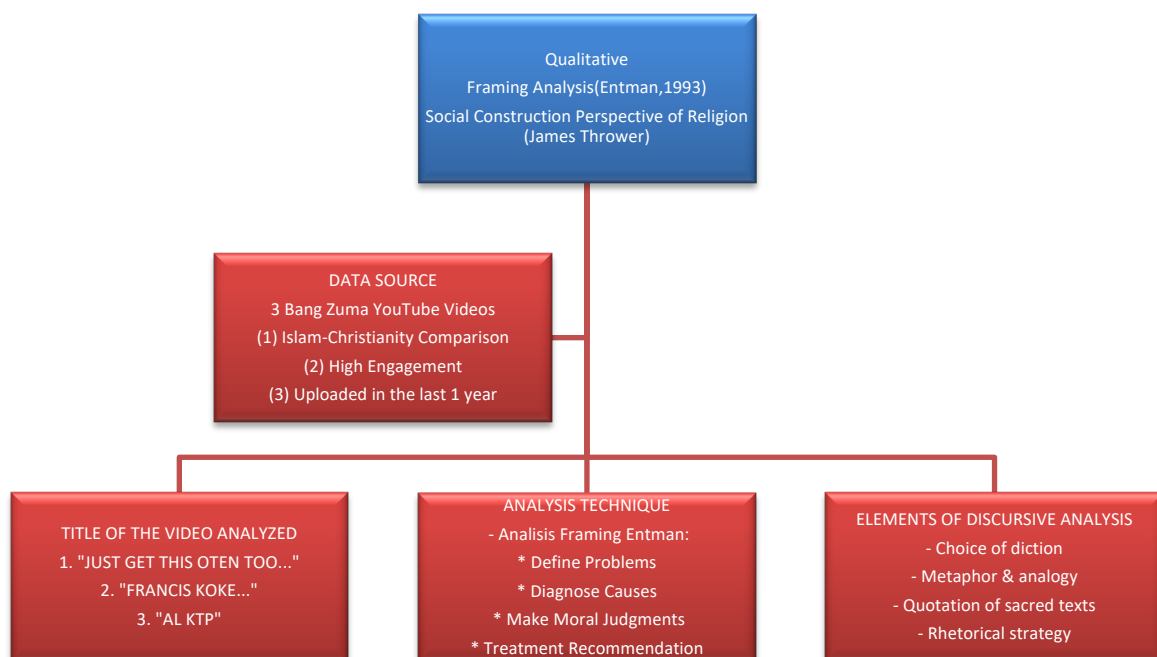 Qualitative
Framing Analysis(Entman,1993)
Social Construction Perspective of Religion
(James Thrower)
DATA SOURCE
3 Bang Zuma YouTube Videos
(1) Islam-Christianity Comparison
(2) High Engagement
(3) Uploaded in the last 1 year
TITLE OF THE VIDEO ANALYZED
1. "JUST GET THIS OTEN TOO..."
2. "FRANCIS KOKE..."
3. "AL KTP"
ANALYSIS TECHNIQUE
- Analisis Framing Entman:
* Define Problems
* Diagnose Causes
* Make Moral Judgments
* Treatment Recommendation
ELEMENTS OF DISCURSIVE ANALYSIS
- Choice of diction
- Metaphor & analogy
- Quotation of sacred texts
- Rhetorical strategy